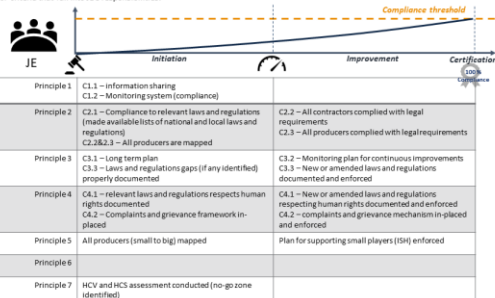 Compliance threshold
JE
Initiation
Improvement
Certification
100%
Compliance
Principle 1
C1.1 – information sharing
C1.2 – Monitoring system (compliance)
Principle 2
C2.1 – Compliance to relevant laws and regulations
(made available lists of national and local laws and
regulations)
C2.2&2.3 – All producers are mapped
C2.2 – All contractors complied with legal
requirements
C2.3 – All producers complied with legal requirements
Principle 3
C3.1 – Long term plan
C3.3 – Laws and regulations gaps (if any identified)
properly documented
C3.2 – Monitoring plan for continuous improvements
C3.3 – New or amended laws and regulations
documented and enforced
Principle 4
C4.1 – relevant laws and regulations respects human
rights documented
C4.2 – Complaints and grievance framework in-
placed
C4.1 – New or amended laws and regulations
respecting human rights documented and enforced
C4.2 – complaints and grievance mechanism in-placed
and enforced
Principle 5
All producers (small to big) mapped
Plan for supporting small players (ISH) enforced
Principle 6
Principle 7
HCV and HCS assessment conducted (no-go zone
(identified)